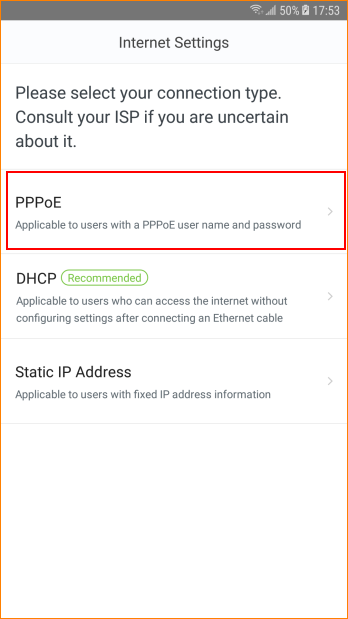 50% 17:53
Internet Settings
Please select your connection type.
Consult your ISP if you are uncertain
about it.
PPPoE
Applicable to users with a PPPoE user name and password
DHCP Recommended
Applicable to users who can access the internet without
configuring settings after connecting an Ethernet cable
Static IP Address
Applicable to users with fixed IP address information